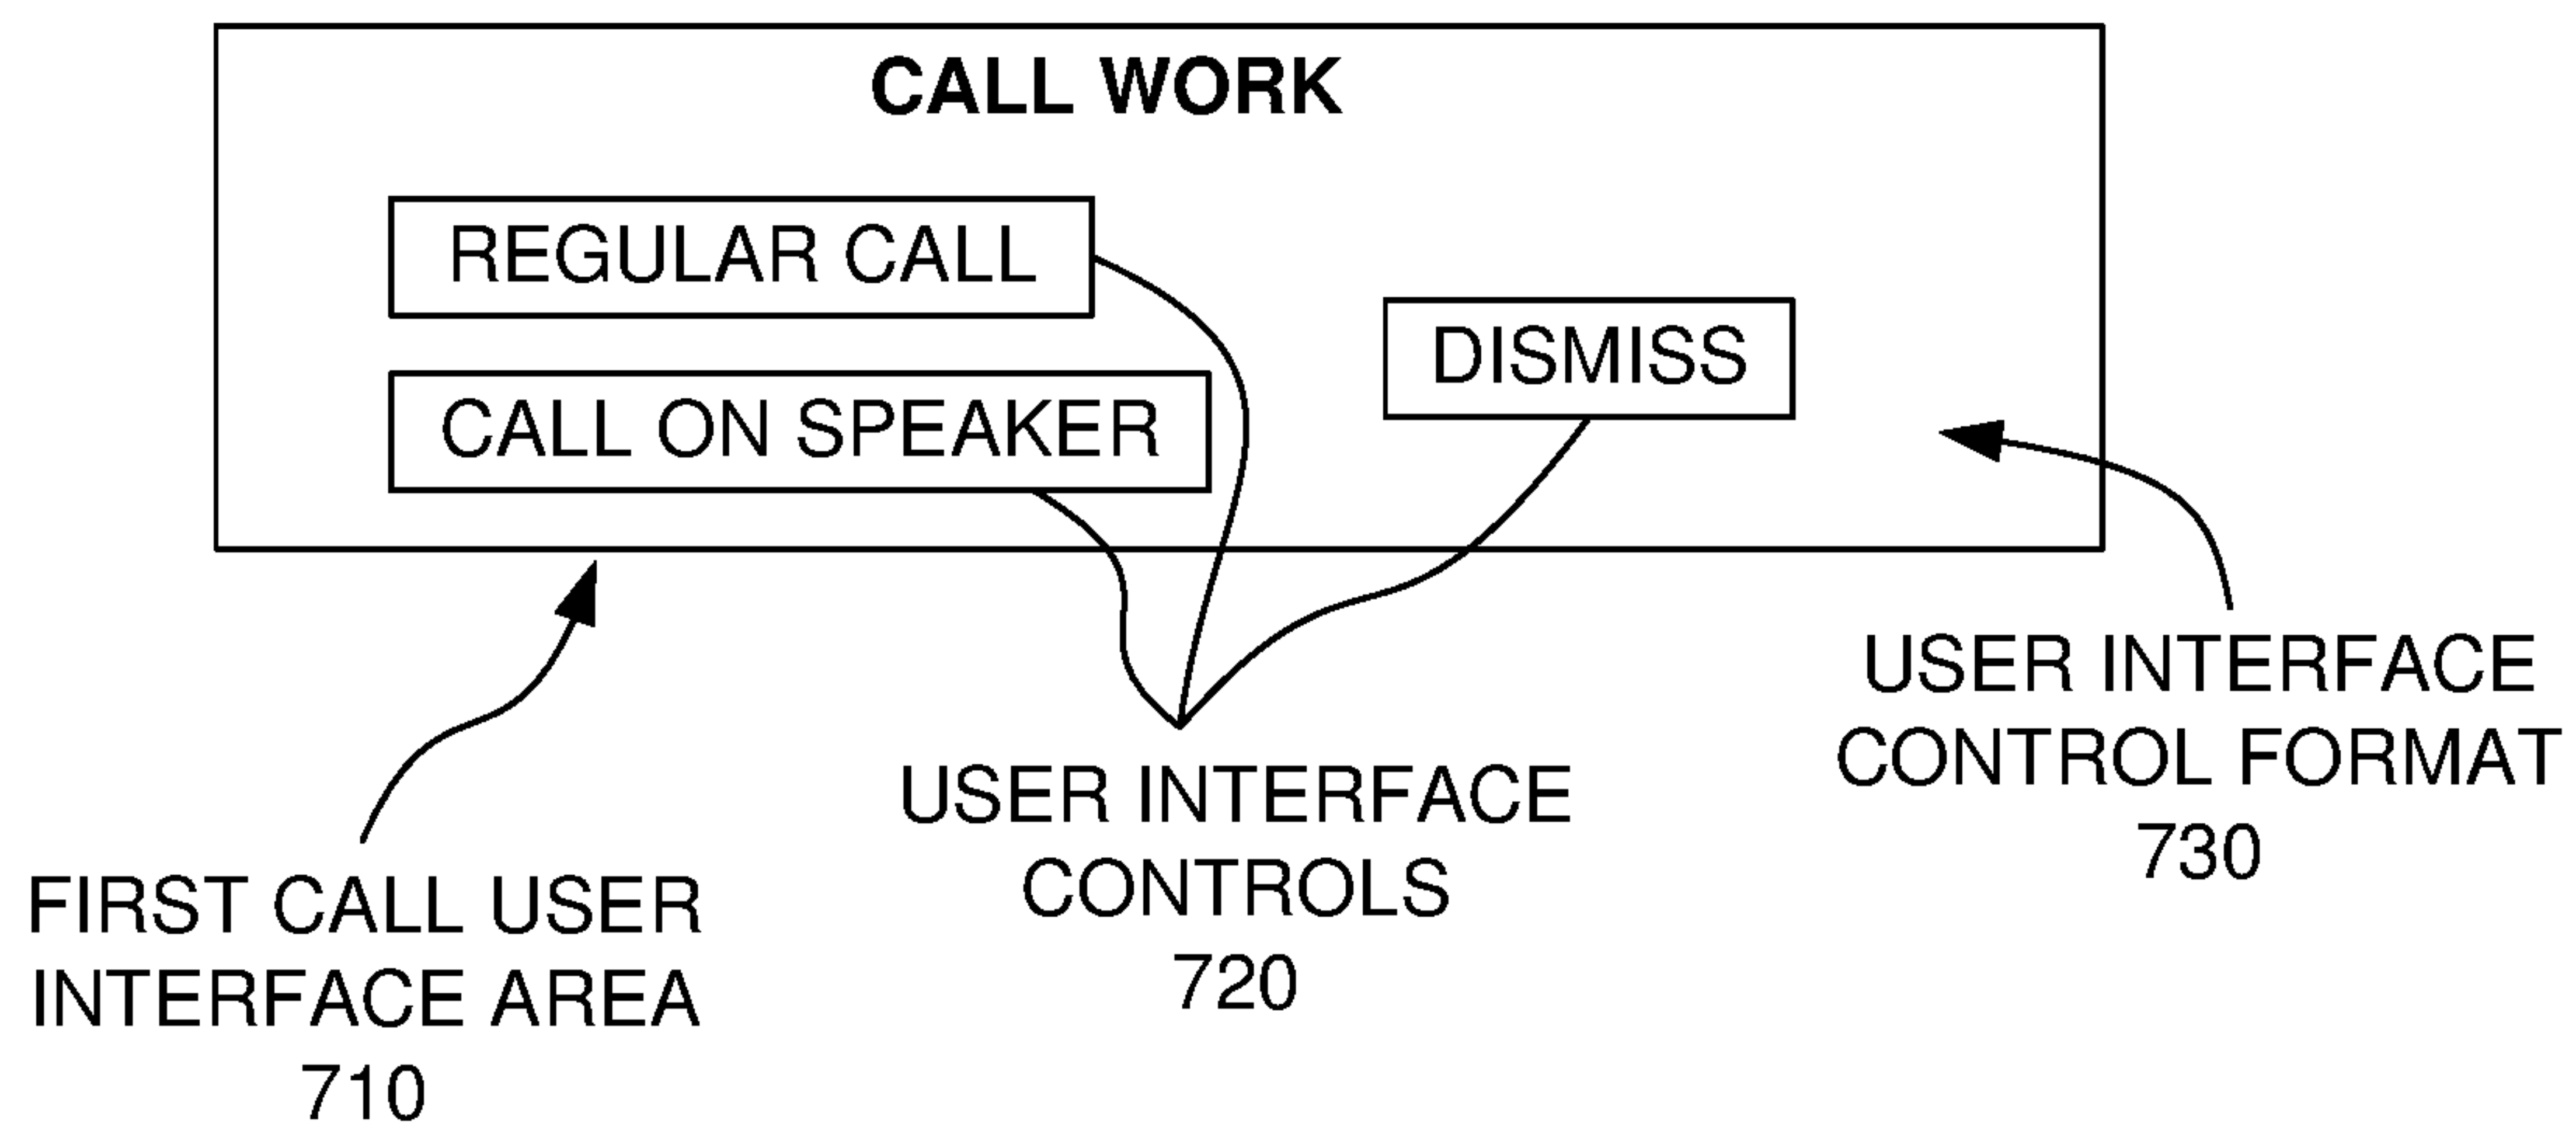 CALL WORK
REGULAR CALL
CALL ON SPEAKER
DISMISS
FIRST CALL USER
INTERFACE AREA
710
USER INTERFACE
CONTROLS
720
USER INTERFACE
CONTROL FORMAT
730